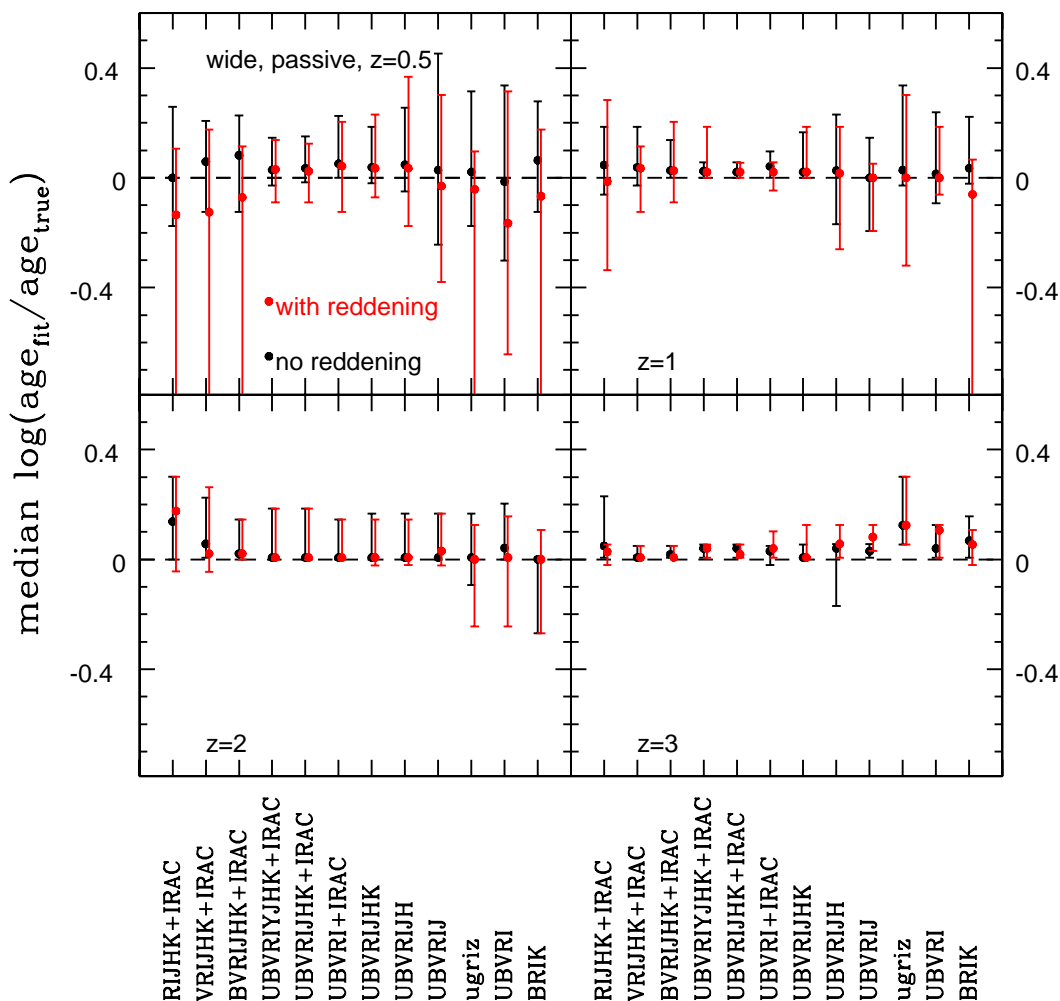 median log(age_fit/age_true)
0.4
0
-0.4
wide, passive, z=0.5
with reddening
no reddening
z=1
0.4
0
-0.4
0.4
0
-0.4
z=2
z=3
0.4
0
-0.4
RIJHK+IRAC
VRIJHK+IRAC
BVRIJHK+IRAC
UBVRIYJHK+IRAC
UBVRIJHK+IRAC
UBVRI+IRAC
UBVRIJHK
UBVRIJH
UBVRIJ
ugriz
UBVRI
BRIK
RIJHK+IRAC
VRIJHK+IRAC
BVRIJHK+IRAC
UBVRIYJHK+IRAC
UBVRIJHK+IRAC
UBVRI+IRAC
UBVRIJHK
UBVRIJH
UBVRIJ
ugriz
UBVRI
BRIK